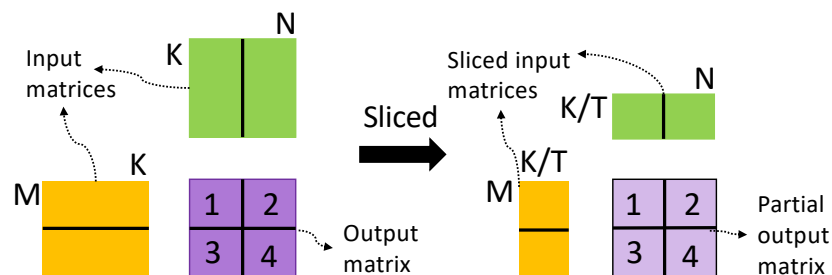 N
K
Input
matrices
K
M
1 2
3 4
Output
matrix
Sliced
Sliced input
matrices
N
K/T
K/T
M
1 2
3 4
Partial
output
matrix